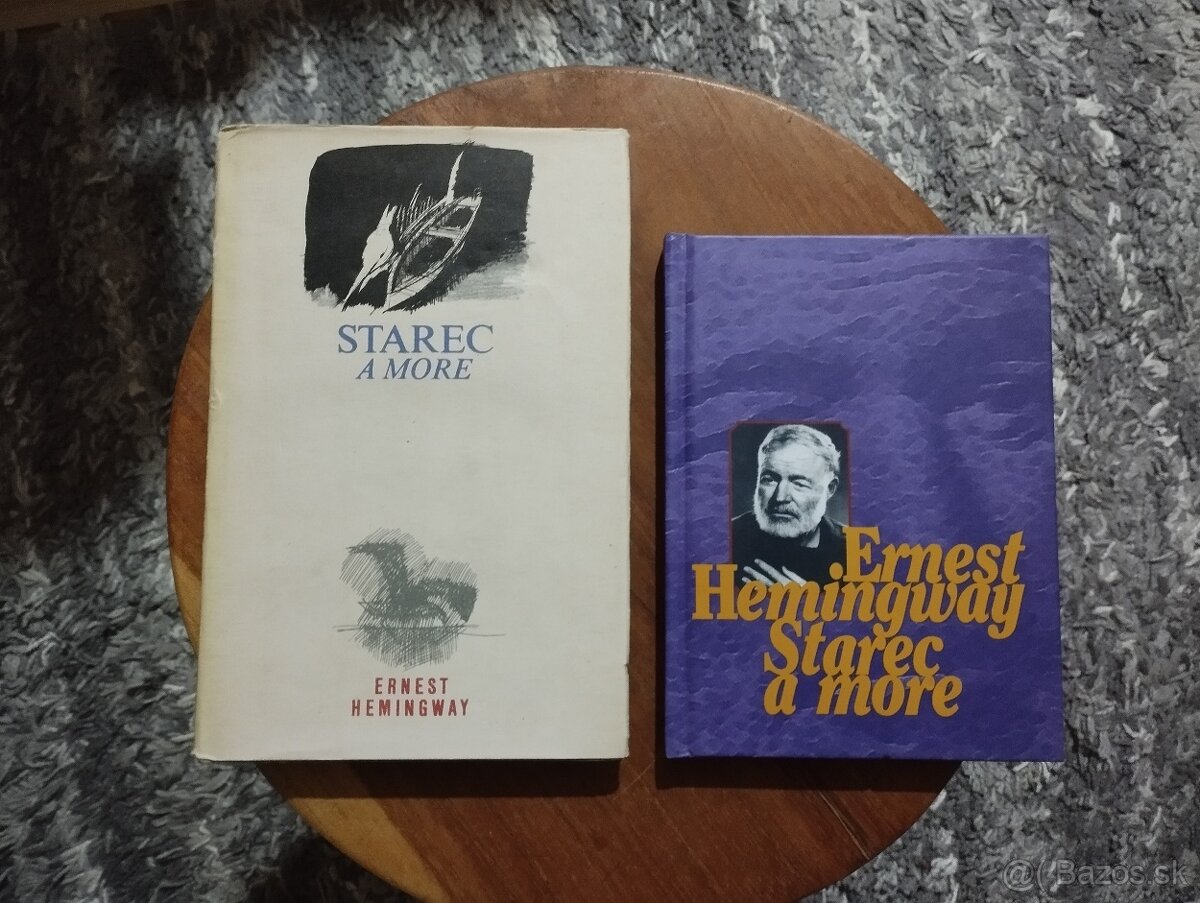 STAREC
A MORE
ERNEST
HEMINGWAY
Ernest
Hemingway
Starec
a more
@( Bazos.sk